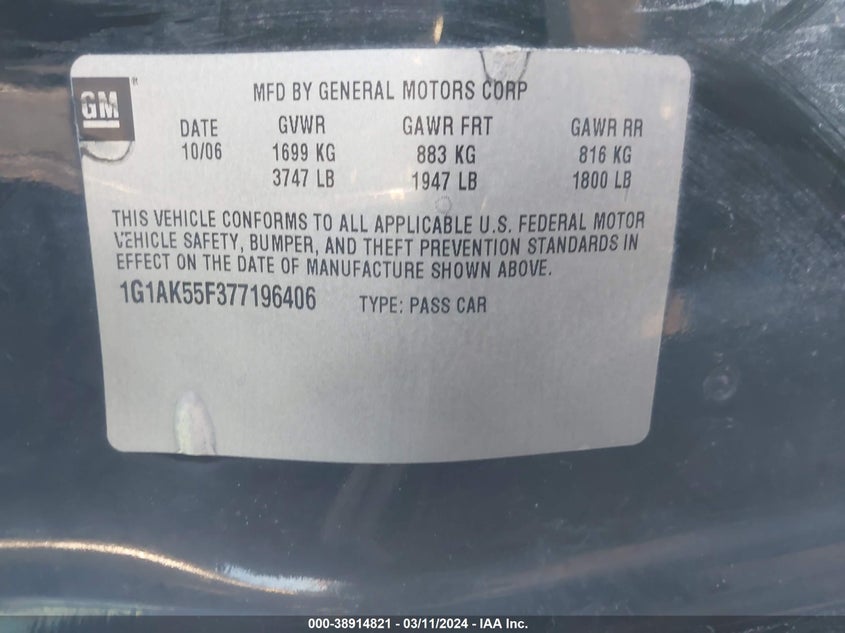 GM
MFD BY GENERAL MOTORS CORP
DATE GVWR GAWR FRT GAWR RR
10/06 1699 KG 883 KG 816 KG
3747 LB 1947 LB 1800 LB
THIS VEHICLE CONFORMS TO ALL APPLICABLE U.S. FEDERAL MOTOR
VEHICLE SAFETY, BUMPER, AND THEFT PREVENTION STANDARDS IN
EFFECT ON THE DATE OF MANUFACTURE SHOWN ABOVE.
1G1AK55F377196406 TYPE: PASS CAR
000-38914821 - 03/11/2024 - IAA Inc.